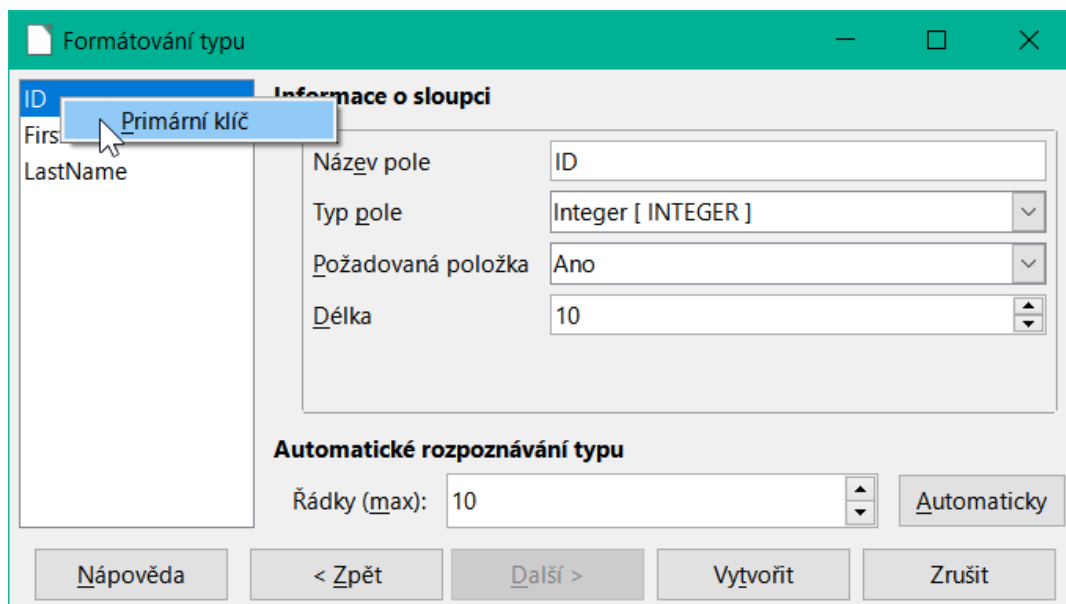 Formátování typu
ID
Primární klíč
Firs
LastName
Informace o sloupci
Název pole ID
Typ pole Integer [ INTEGER ]
Požadovaná položka Ano
Délka 10
Automatické rozpoznávání typu
Řádky (max): 10 Automaticky
Nápověda < Zpět Další > Vytvořit Zrušit